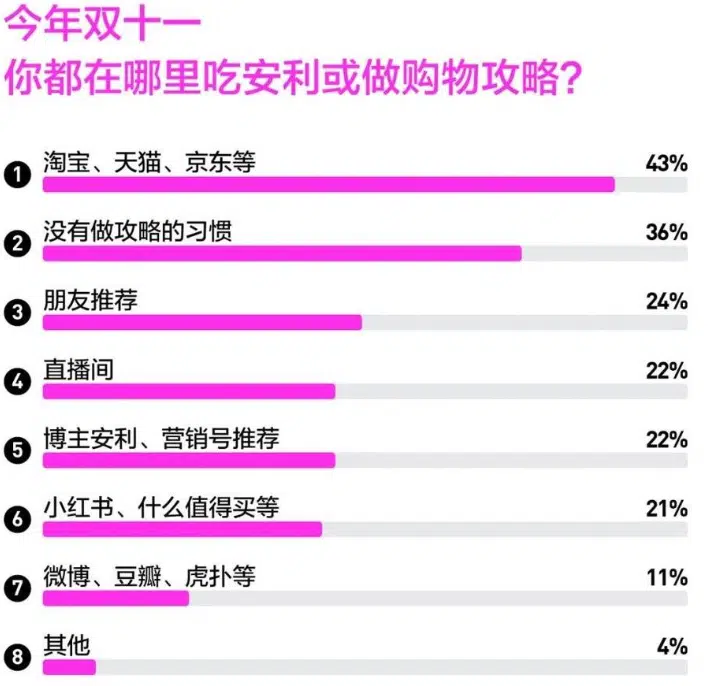 今年双十一
你都在哪里吃安利或做购物攻略?
1 淘宝、天猫、京东等 43%
2 没有做攻略的习惯 36%
3 朋友推荐 24%
4 直播间 22%
5 博主安利、营销号推荐 22%
6 小红书、什么值得买等 21%
7 微博、豆瓣、虎扑等 11%
8 其他 4%